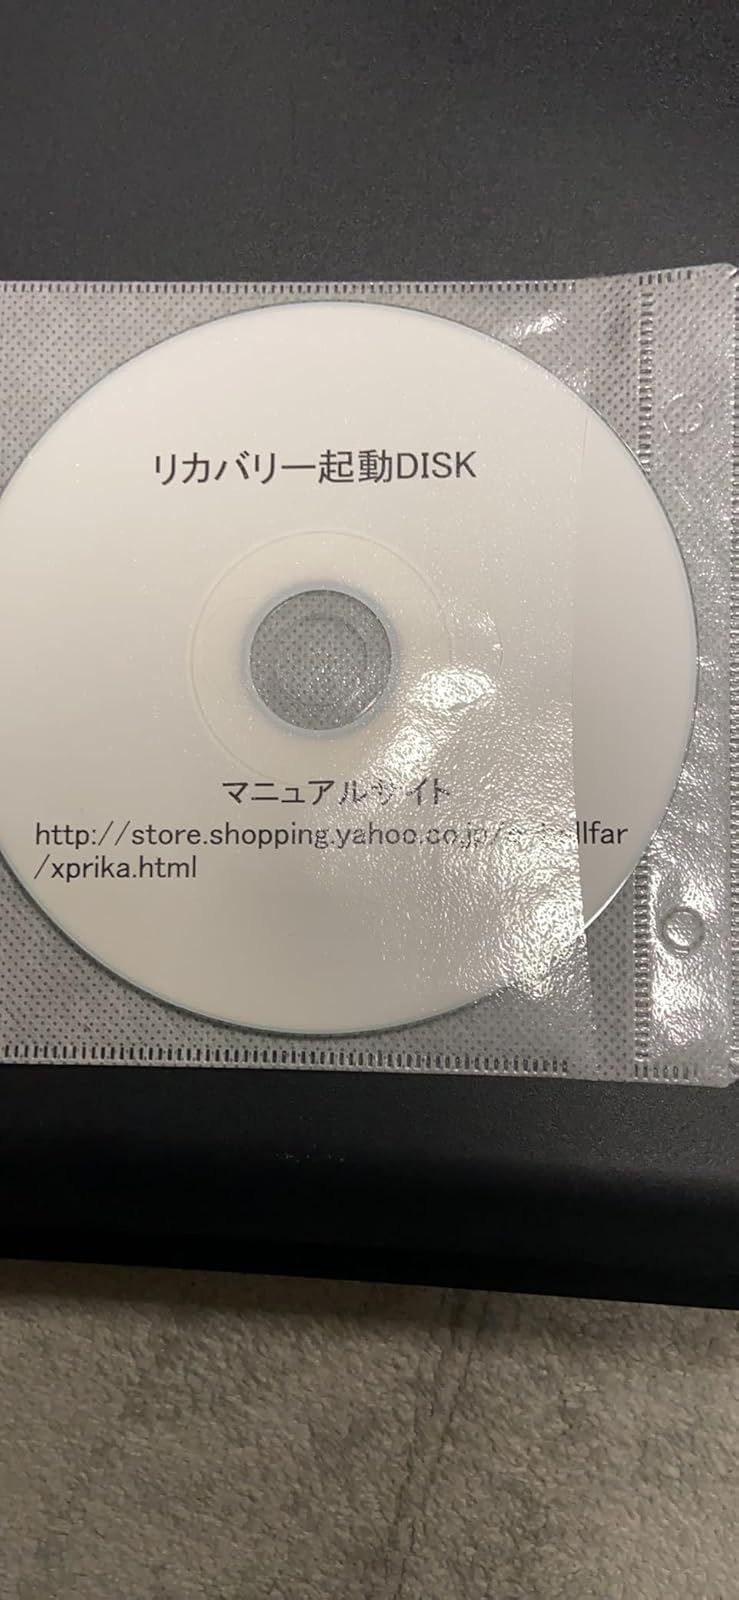 リカバリー起動DISK
マニュアルサイト
http://store.shopping.yahoo.co.jp/
/xprika.html